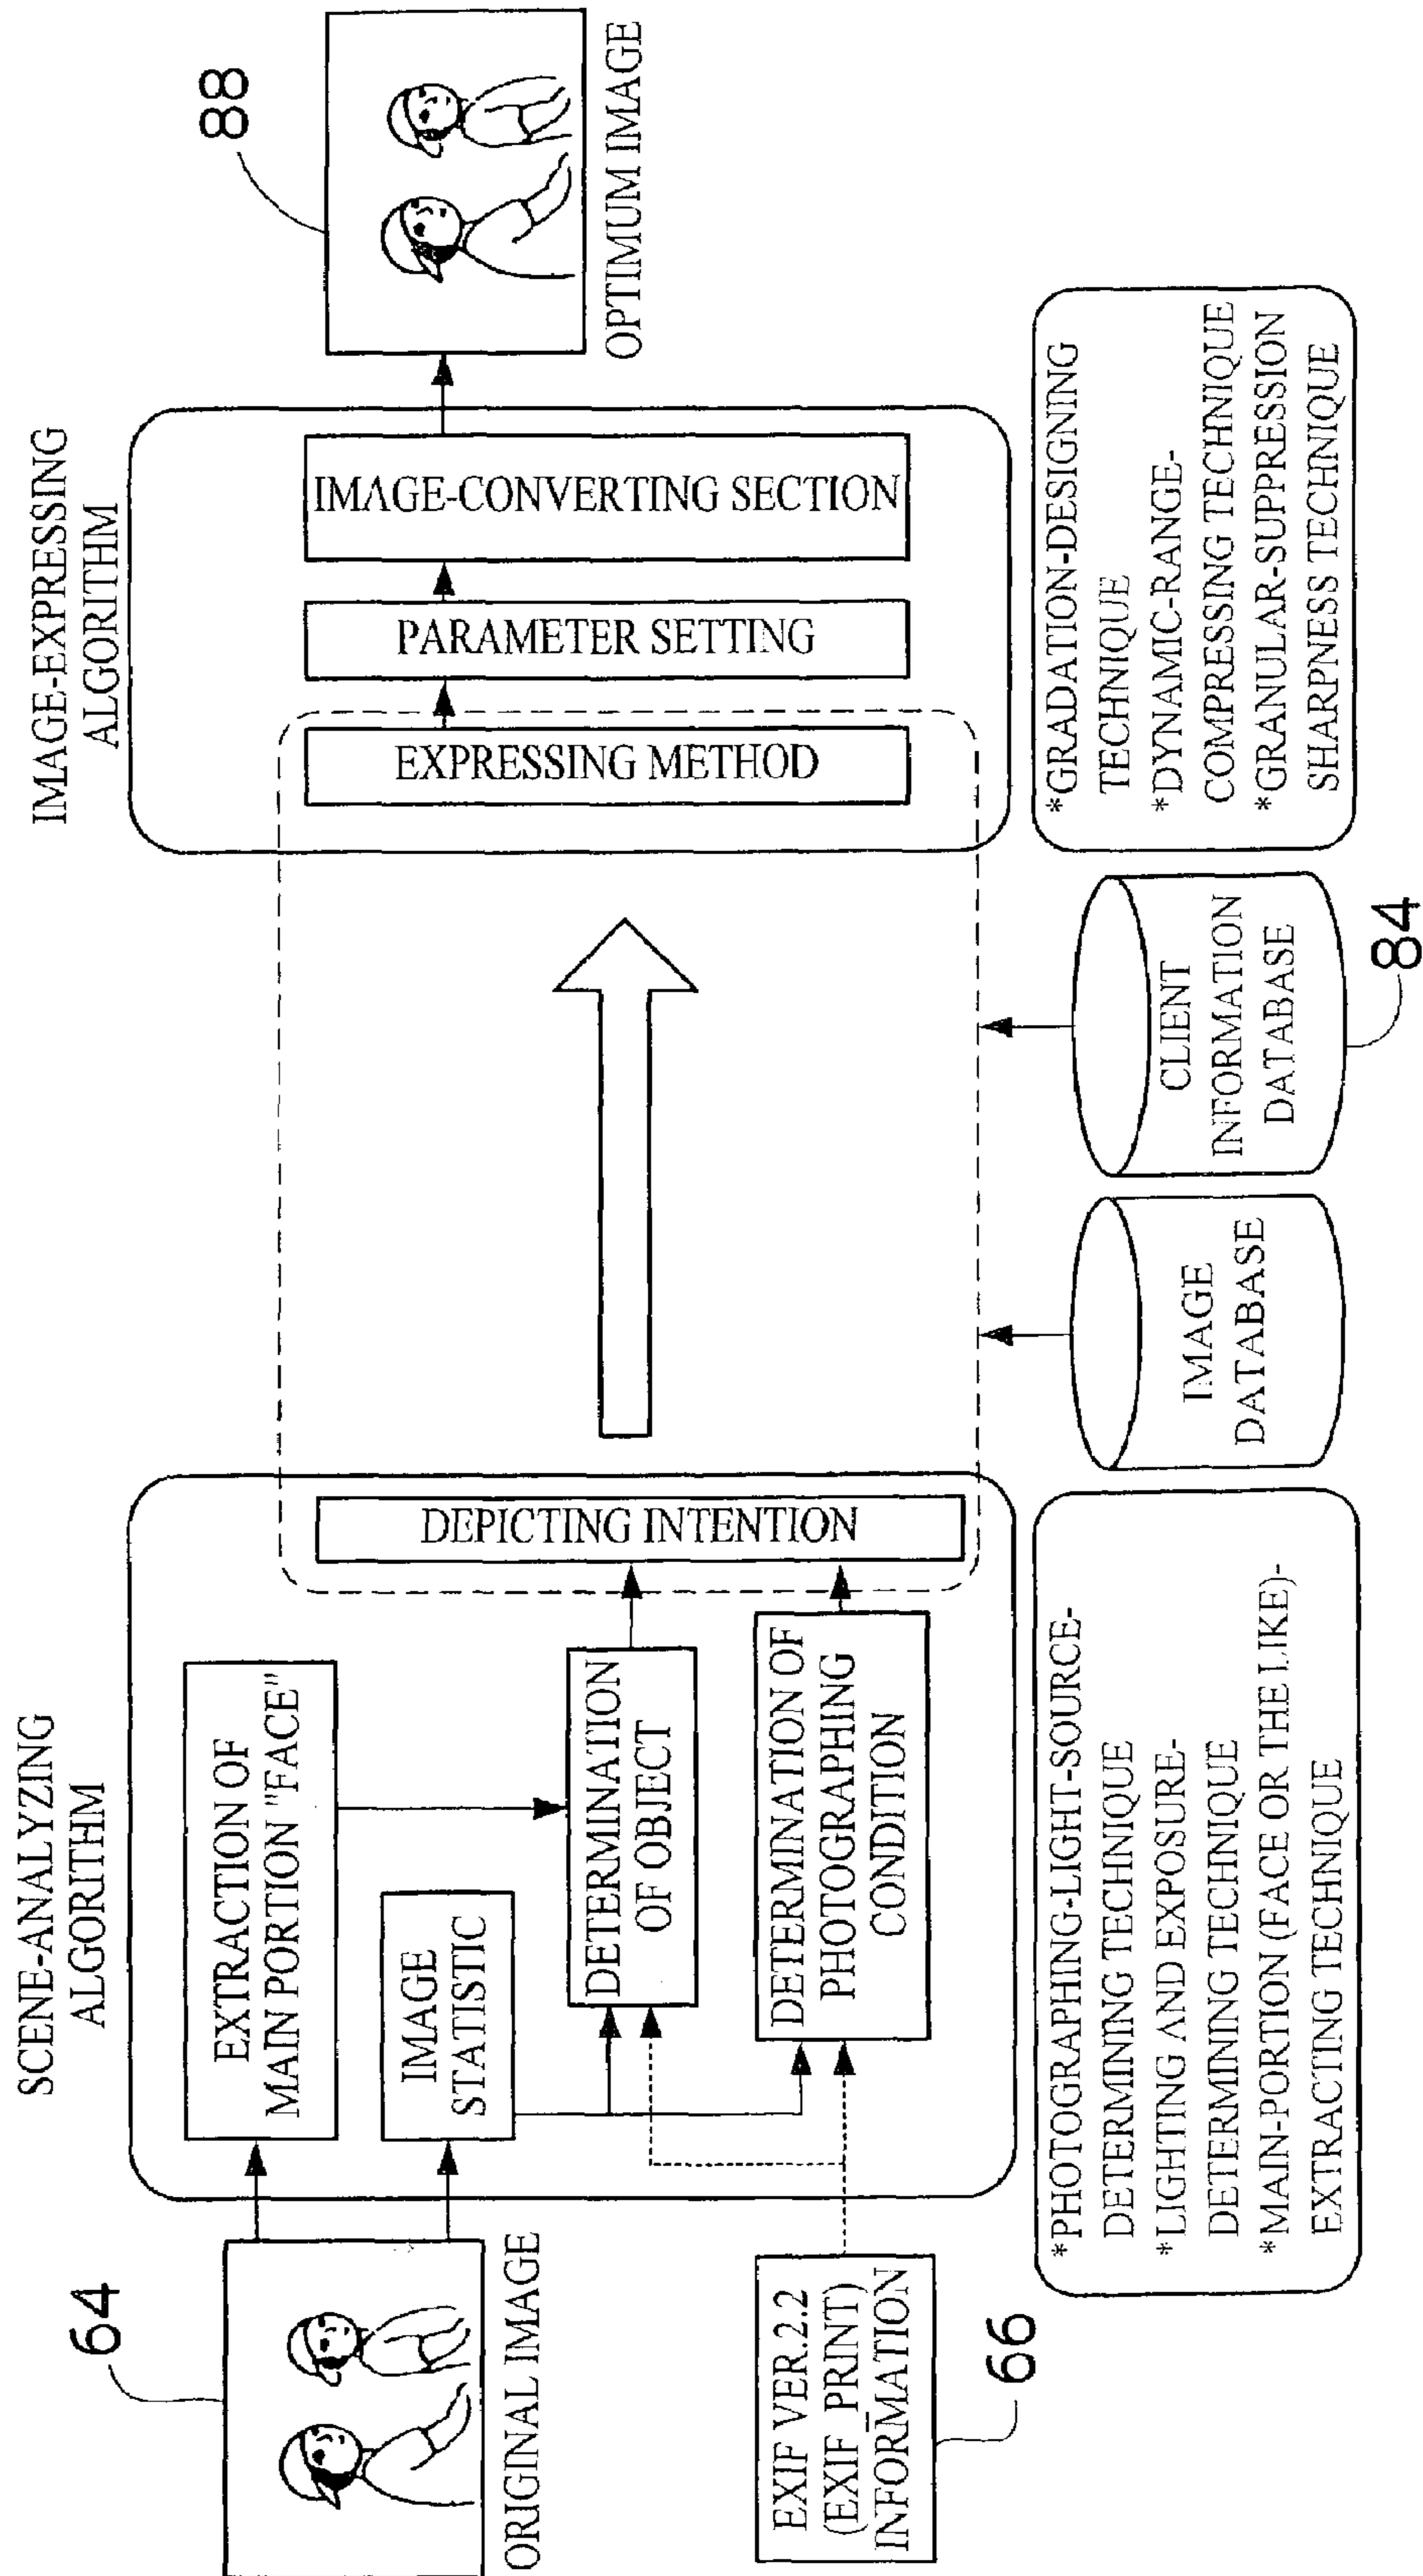 64
ORIGINAL IMAGE
EXIF VER.2.2
(EXIF_PRINT)
INFORMATION
66
SCENE-ANALYZING
ALGORITHM
EXTRACTION OF
MAIN PORTION "FACE"
IMAGE
STATISTIC
DETERMINATION
OF OBJECT
DETERMINATION OF
PHOTOGRAPHING
CONDITION
DEPICTING INTENTION
*PHOTOGRAPHING-LIGHT-SOURCE-
DETERMINING TECHNIQUE
*LIGHTING AND EXPOSURE-
DETERMINING TECHNIQUE
*MAIN-PORTION (FACE OR THE LIKE)-
EXTRACTING TECHNIQUE
IMAGE
DATABASE
CLIENT
INFORMATION
DATABASE
84
IMAGE-EXPRESSING
ALGORITHM
EXPRESSING METHOD
PARAMETER SETTING
IMAGE-CONVERTING SECTION
*GRADATION-DESIGNING
TECHNIQUE
*DYNAMIC-RANGE-
COMPRESSING TECHNIQUE
*GRANULAR-SUPPRESSION
SHARPNESS TECHNIQUE
88
OPTIMUM IMAGE